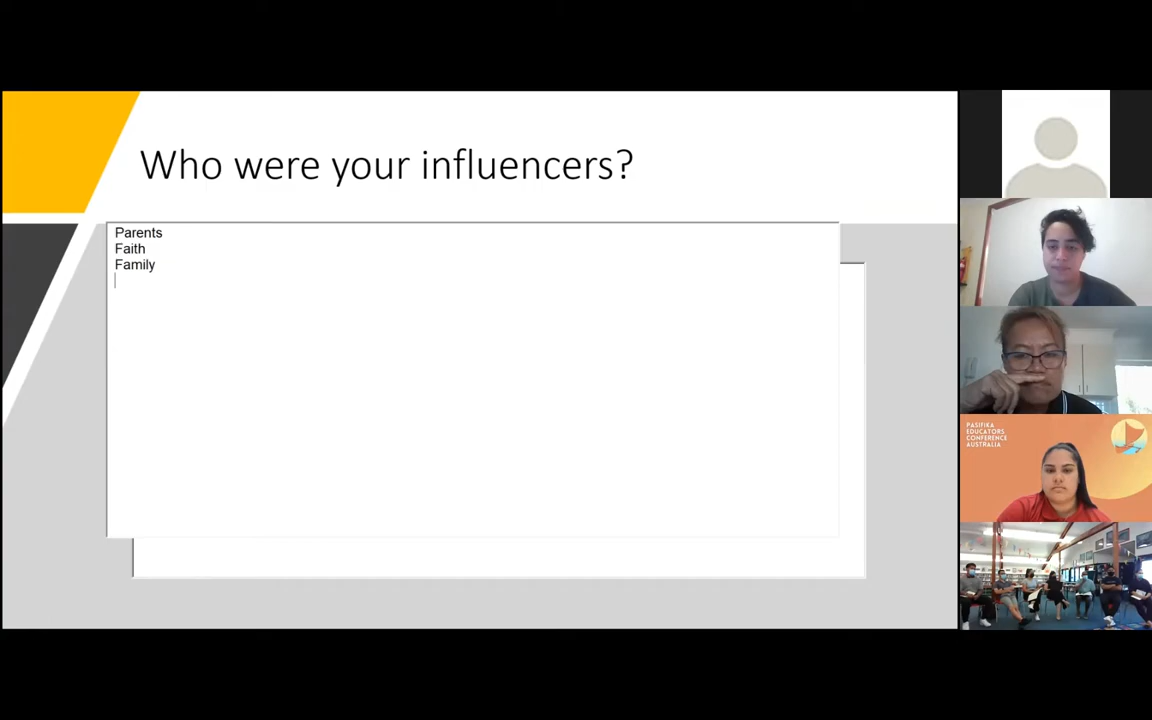 Who were your influencers?
Parents
Faith
Family
PASIFIKA
EDUCATORS
CONFERENCE
AUSTRALIA